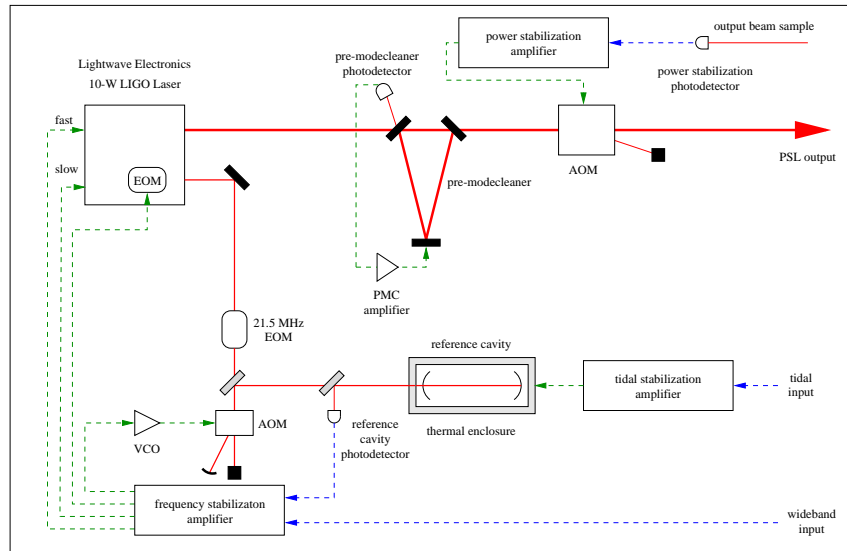 Lightwave Electronics
10-W LIGO Laser
fast
slow
EOM
pre-modecleaner
photodetector
power stabilization
amplifier
output beam sample
power stabilization
photodetector
AOM
PSL output
pre-modecleaner
PMC
amplifier
21.5 MHz
EOM
reference cavity
thermal enclosure
tidal stabilization
amplifier
tidal
input
VCO
AOM
reference
cavity
photodetector
frequency stabilizaton
amplifier
wideband
input